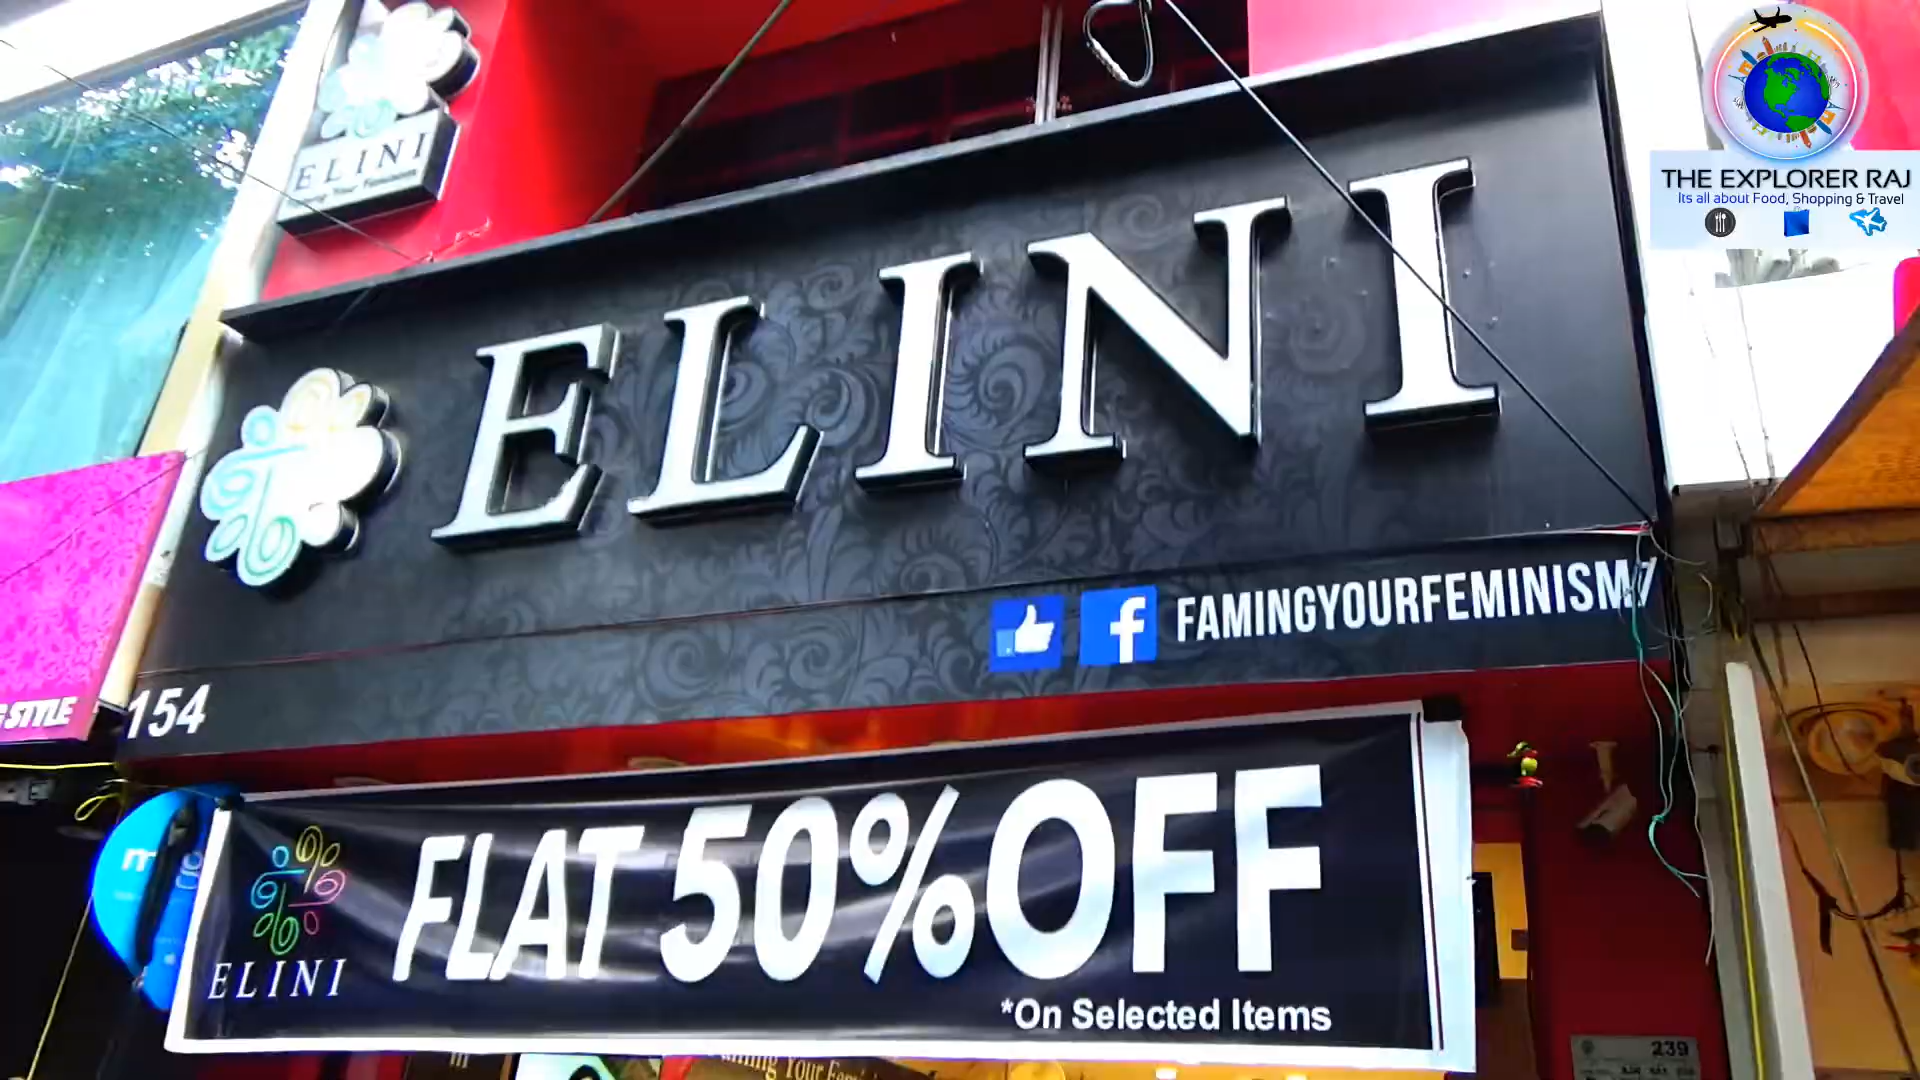 THE EXPLORER RAJ
Its all about Food, Shopping & Travel
ELINI
ELINI
FAMINGYOURFEMINISM/
154
STYLE
FLAT 50%OFF
ELINI
*On Selected Items
239
Your